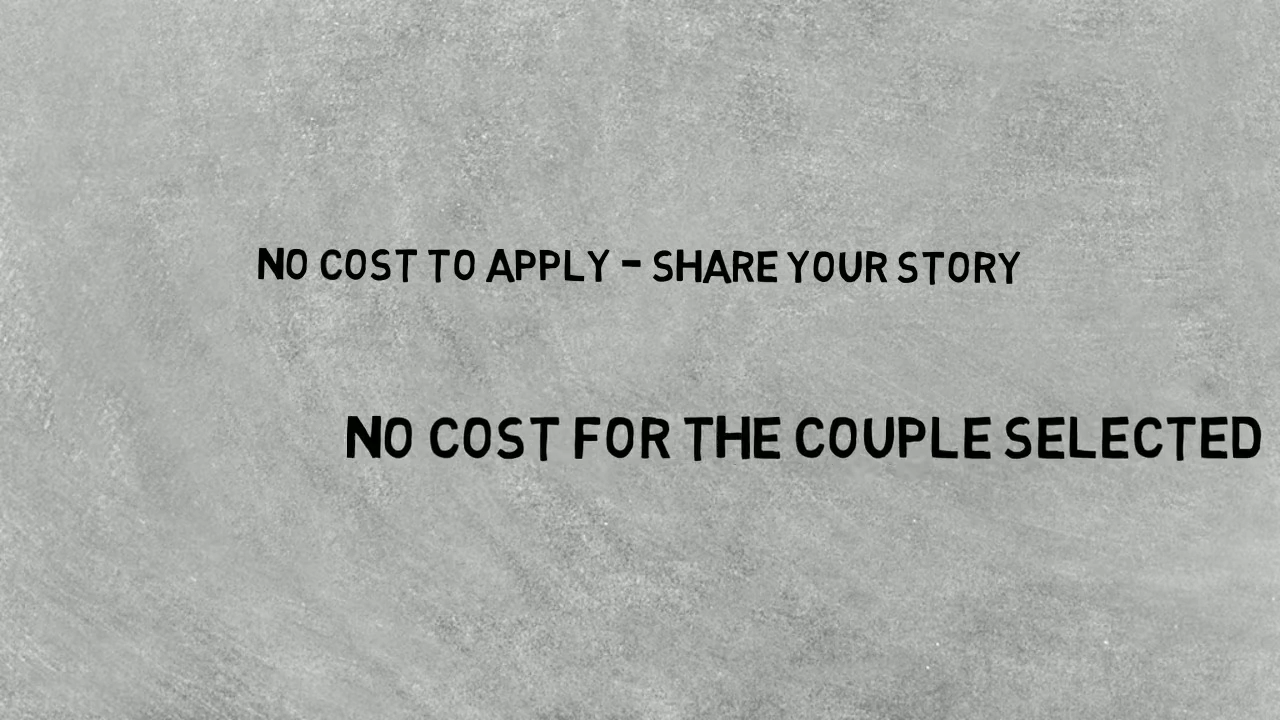 NO COST TO APPLY - SHARE YOUR STORY
NO COST FOR THE COUPLE SELECTED